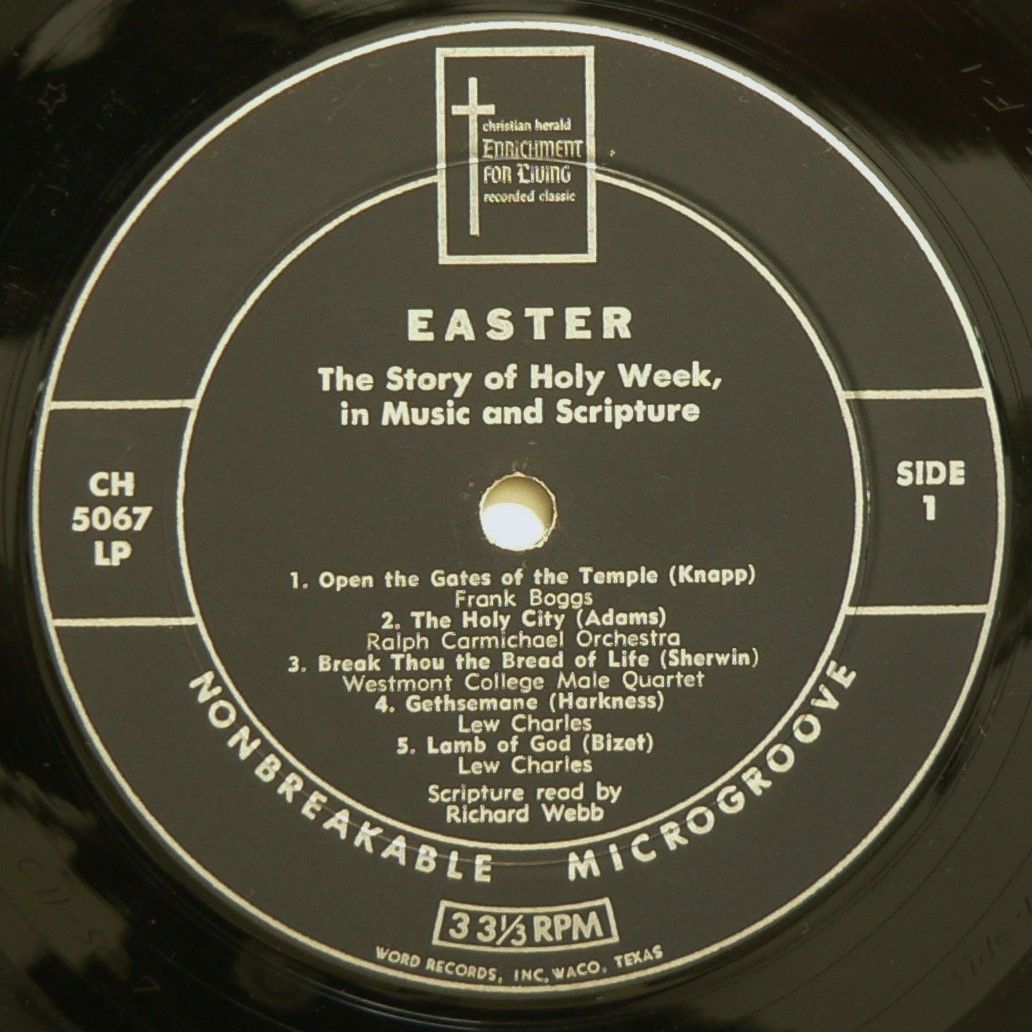 christian herald
ENRICHMENT
FOR LIVING
recorded classic
EASTER
The Story of Holy Week,
in Music and Scripture
CH
5067
LP
SIDE
1
1. Open the Gates of the Temple (Knapp)
Frank Boggs
2. The Holy City (Adams)
Ralph Carmichael Orchestra
3. Break Thou the Bread of Life (Sherwin)
Westmont College Male Quartet
4. Gethsemane (Harkness)
Lew Charles
5. Lamb of God (Bizet)
Lew Charles
Scripture read by
Richard Webb
NONBREAKABLE MICROGROOVE
33⅓ RPM
WORD RECORDS, INC, WACO, TEXAS